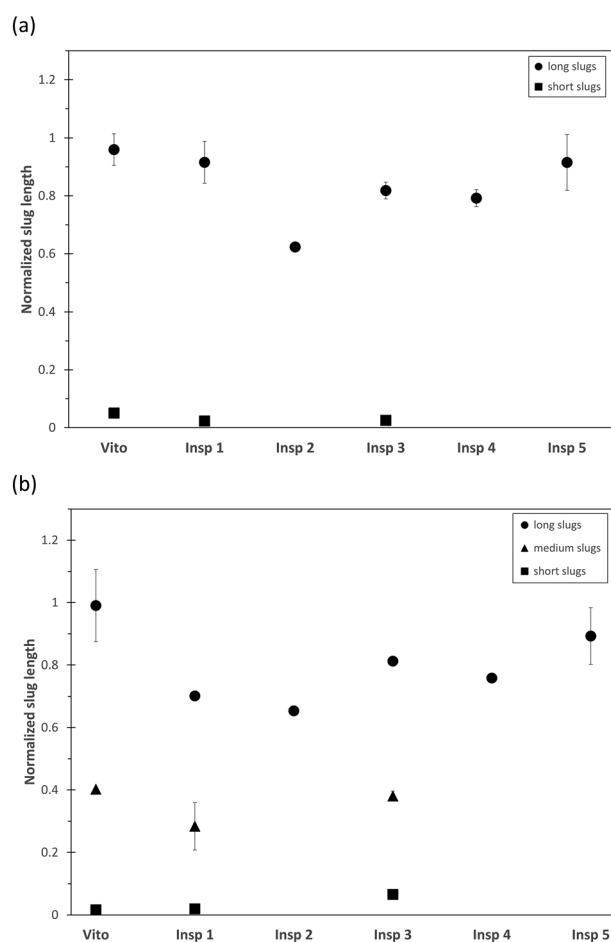 (a)
1.2
1
0.8
0.6
0.4
0.2
0
Normalized slug length
long slugs
short slugs
Vito Insp 1 Insp 2 Insp 3 Insp 4 Insp 5
(b)
1.2
1
0.8
0.6
0.4
0.2
0
Normalized slug length
long slugs
medium slugs
short slugs
Vito Insp 1 Insp 2 Insp 3 Insp 4 Insp 5